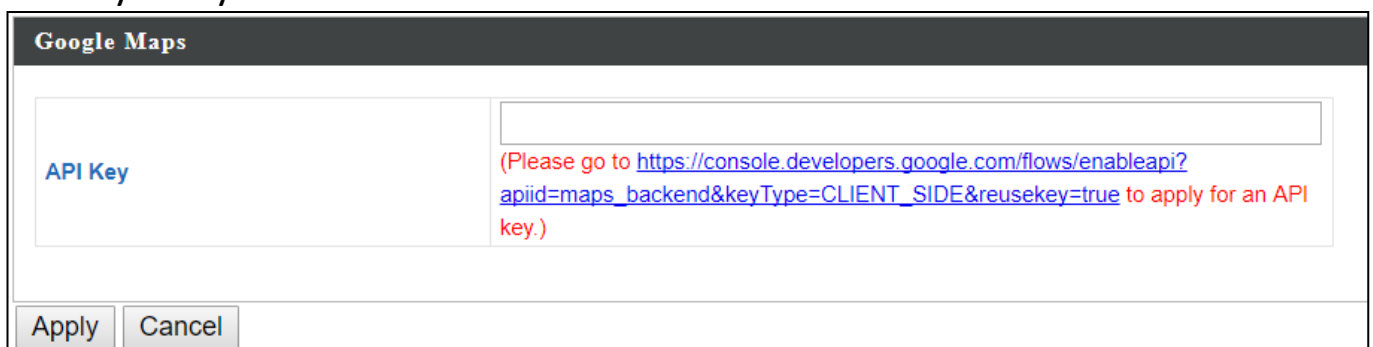 Google Maps
API Key
(Please go to https://console.developers.google.com/flows/enableapi?
apiid=maps_backend&keyType=CLIENT_SIDE&reusekey=true to apply for an API
key.)
Apply Cancel